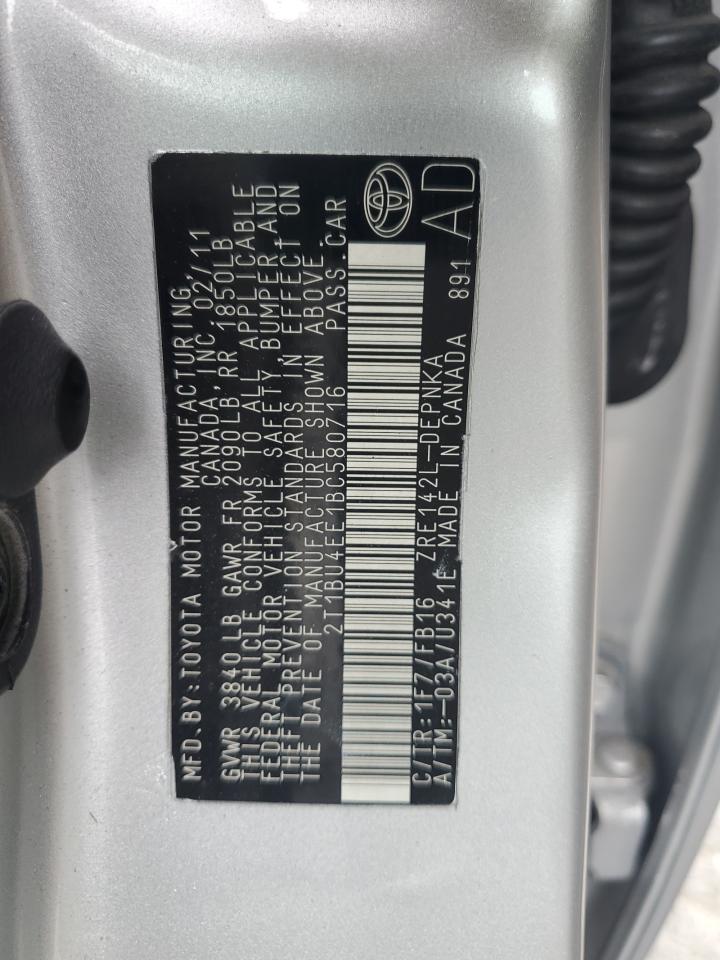 MFD. BY: TOYOTA MOTOR MANUFACTURING,
CANADA, INC. 02/11
GVWR 3840LB GAWR FR 2090LB, RR 1850LB
THIS VEHICLE CONFORMS TO ALL APPLICABLE
FEDERAL MOTOR VEHICLE SAFETY, BUMPER, AND
THEFT PREVENTION STANDARDS IN EFFECT ON
THE DATE OF MANUFACTURE SHOWN ABOVE.
2T1BU4EE1BC580716 PASS. CAR
C/TR: 1F7/FB16 ZRE142L-DEPNKA
A/TM: -03A/U341E MADE IN CANADA 891 AD